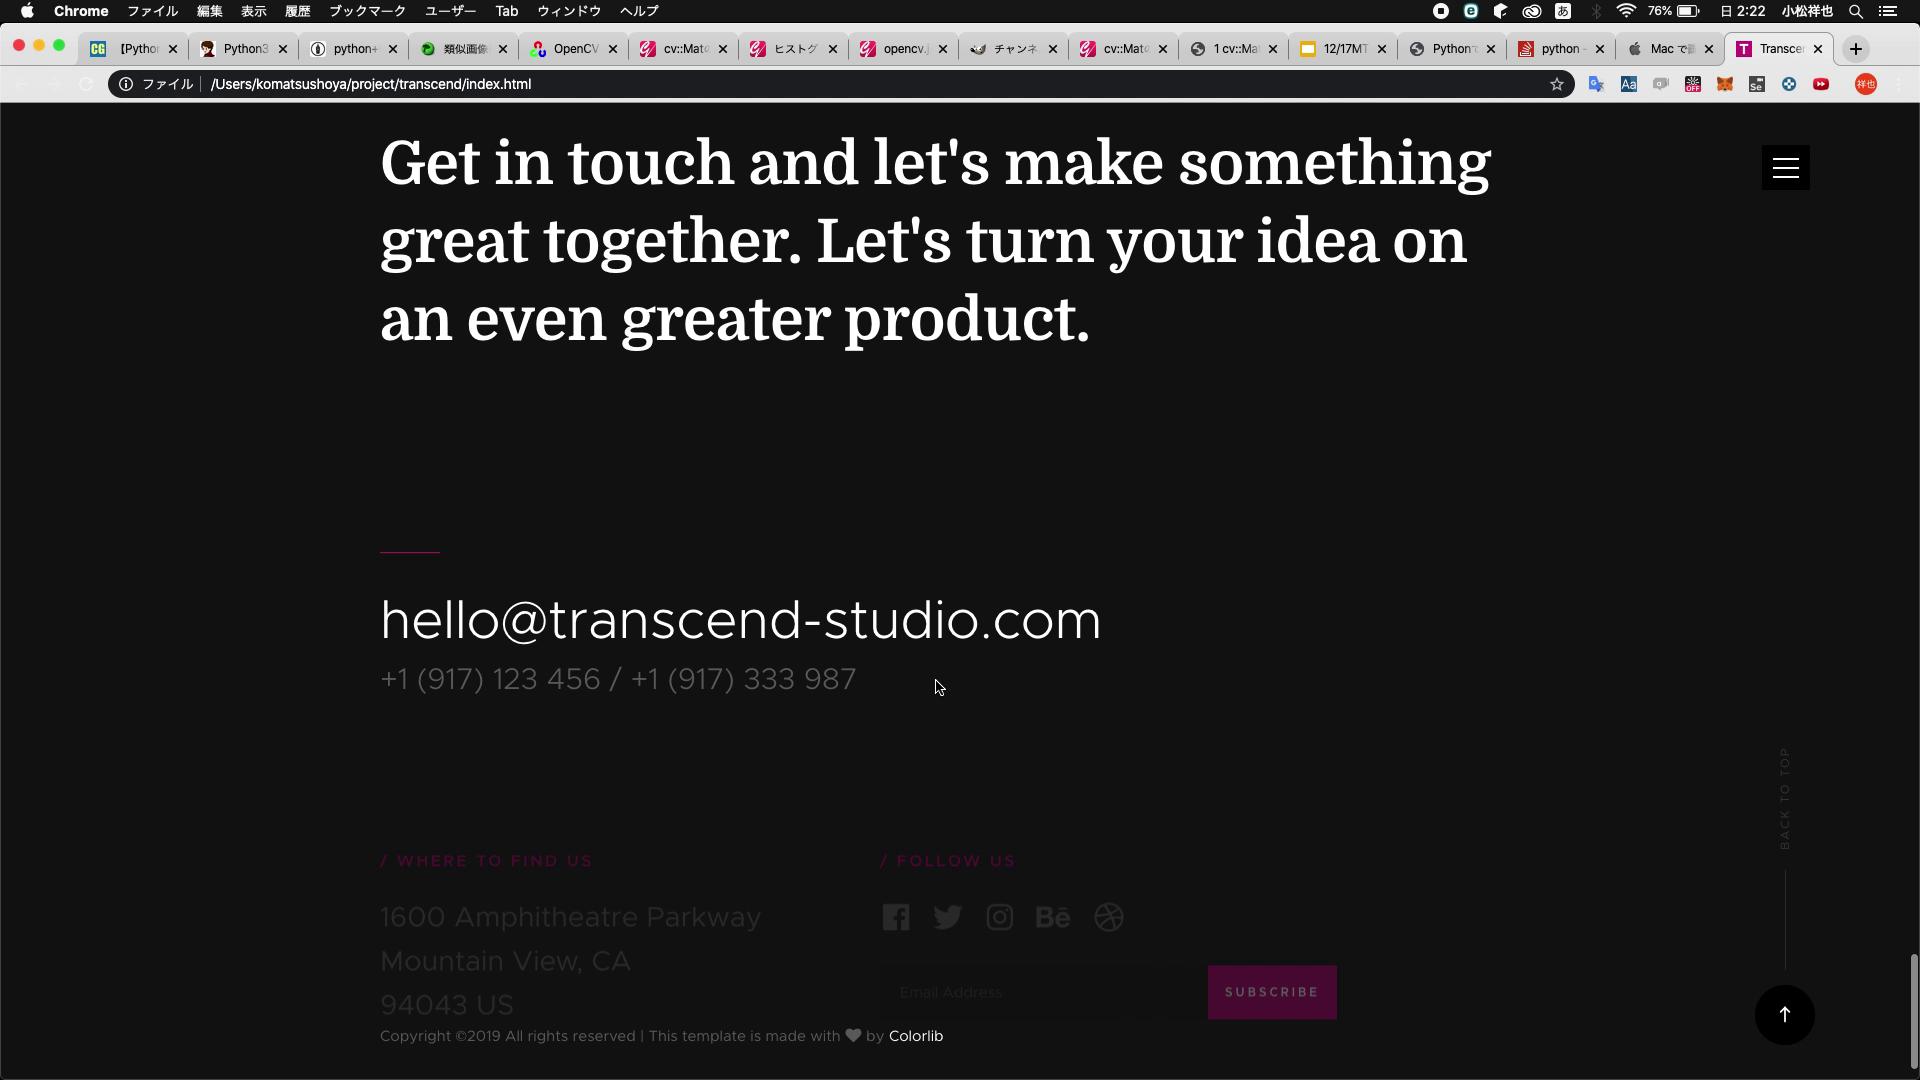 Chrome ファイル 編集 表示 履歴 ブックマーク ユーザー Tab ウィンドウ ヘルプ あ 76% 日 2:22 小松祥也
【Pytho Python3 python+ 類似画像 OpenCV cv::Mat ヒストグ opencv. チャンネ cv::Mat 1 cv::Ma 12/17MT Python python - Mac で Transce
ファイル /Users/komatsushoya/project/transcend/index.html Aa OFF Se 祥也
Get in touch and let's make something
great together. Let's turn your idea on
an even greater product.
hello@transcend-studio.com
+1 (917) 123 456 / +1 (917) 333 987
BACK TO TOP
/ WHERE TO FIND US
1600 Amphitheatre Parkway
Mountain View, CA
94043 US
/ FOLLOW US
Bē
Email Address SUBSCRIBE
Copyright ©2019 All rights reserved | This template is made with ♥ by Colorlib